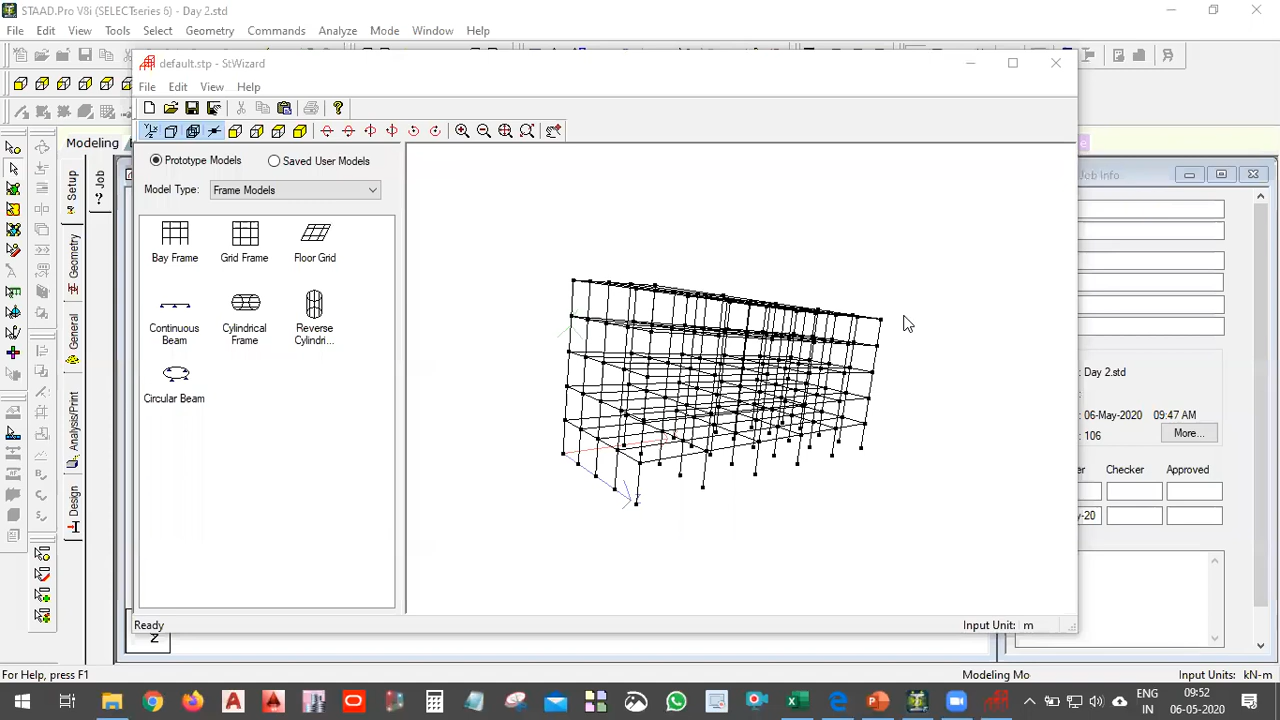 STAAD.Pro V8i (SELECTseries 6) - Day 2.std
File Edit View Tools Select Geometry Commands Analyze Mode Window Help
default.stp - StWizard
File Edit View Help
Modeling
Prototype Models
Saved User Models
Model Type:
Frame Models
Bay Frame
Grid Frame
Floor Grid
Continuous
Beam
Cylindrical
Frame
Reverse
Cylindri...
Circular Beam
Ready
Input Unit: m
Setup
Job
Geometry
General
Analysis/Print
Design
Job Info:
: Day 2.std
: 06-May-2020 09:47 AM
: 106
More...
Checker
Approved
y-20
Z
For Help, press F1
Modeling Mo
Input Units: kN-m
ENG
IN
09:52
06-05-2020